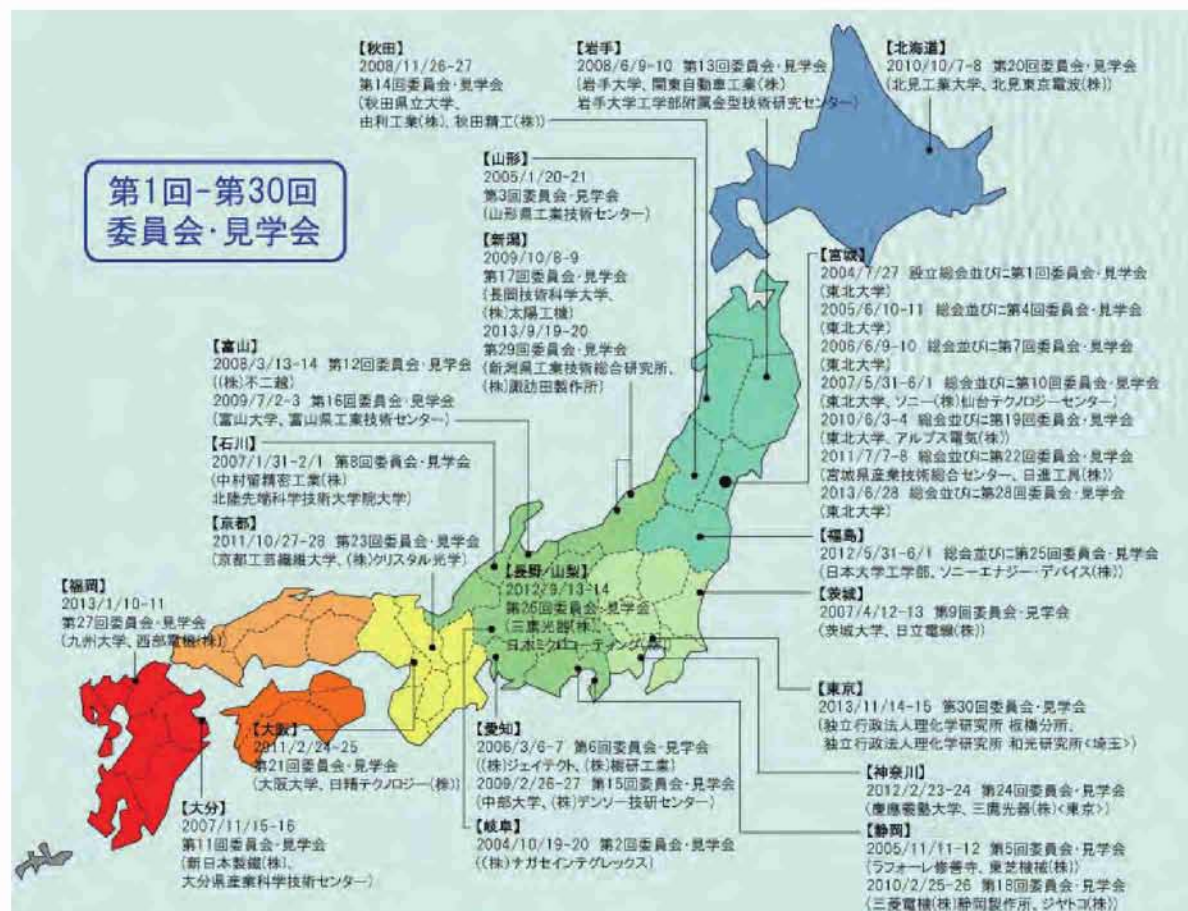 第1回-第30回
委員会・見学会
【秋田】
2008/11/26-27
第14回委員会・見学会
(秋田県立大学、
由利工業(株)、秋田精工(株))
【岩手】
2008/6/9-10 第13回委員会・見学会
(岩手大学、関東自動車工業(株)
岩手大学工学部附属金型技術研究センター)
【北海道】
2010/10/7-8 第20回委員会・見学会
(北見工業大学、北見東京電波(株))
【山形】
2005/1/20-21
第3回委員会・見学会
(山形県工業技術センター)
【新潟】
2009/10/8-9
第17回委員会・見学会
(長岡技術科学大学、
(株)太陽工機)
2013/9/19-20
第29回委員会・見学会
(新潟県工業技術総合研究所、
(株)諏訪田製作所)
【宮城】
2004/7/27 設立総会並びに第1回委員会・見学会
(東北大学)
2005/6/10-11 総会並びに第4回委員会・見学会
(東北大学)
2006/6/9-10 総会並びに第7回委員会・見学会
(東北大学)
2007/5/31-6/1 総会並びに第10回委員会・見学会
(東北大学、ソニー(株)仙台テクノロジーセンター)
2010/6/3-4 総会並びに第19回委員会・見学会
(東北大学、アルプス電気(株))
2011/7/7-8 総会並びに第22回委員会・見学会
(宮城県産業技術総合センター、日進工具(株))
2013/6/28 総会並びに第28回委員会・見学会
(東北大学)
【富山】
2008/3/13-14 第12回委員会・見学会
((株)不二越)
2009/7/2-3 第16回委員会・見学会
(富山大学、富山県工業技術センター)
【石川】
2007/1/31-2/1 第8回委員会・見学会
(中村留精密工業(株)
北陸先端科学技術大学院大学)
【京都】
2011/10/27-28 第23回委員会・見学会
(京都工芸繊維大学、(株)クリスタル光学)
【福島】
2012/5/31-6/1 総会並びに第25回委員会・見学会
(日本大学工学部、ソニーエナジー・デバイス(株))
【長野/山梨】
2012/9/13-14
第26回委員会・見学会
(三鷹光器(株)、
日本ミクロコーティング(株))
【福岡】
2013/1/10-11
第27回委員会・見学会
(九州大学、西部電機(株))
【茨城】
2007/4/12-13 第9回委員会・見学会
(茨城大学、日立電機(株))
【東京】
2013/11/14-15 第30回委員会・見学会
(独立行政法人理化学研究所 板橋分所、
独立行政法人理化学研究所 和光研究所<埼玉>)
【大阪】
2011/2/24-25
第21回委員会・見学会
(大阪大学、日精テクノロジー(株))
【愛知】
2006/3/6-7 第6回委員会・見学会
((株)ジェイテクト、(株)樹研工業)
2009/2/26-27 第15回委員会・見学会
(中部大学、(株)デンソー技研センター)
【神奈川】
2012/2/23-24 第24回委員会・見学会
(慶應義塾大学、三鷹光器(株)<東京>)
【大分】
2007/11/15-16
第11回委員会・見学会
(新日本製鐵(株)、
大分県産業科学技術センター)
【岐阜】
2004/10/19-20 第2回委員会・見学会
((株)ナガセインテグレックス)
【静岡】
2005/11/11-12 第5回委員会・見学会
(ラフォーレ修善寺、東芝機械(株))
2010/2/25-26 第18回委員会・見学会
(三菱電機(株)静岡製作所、ジヤトコ(株))